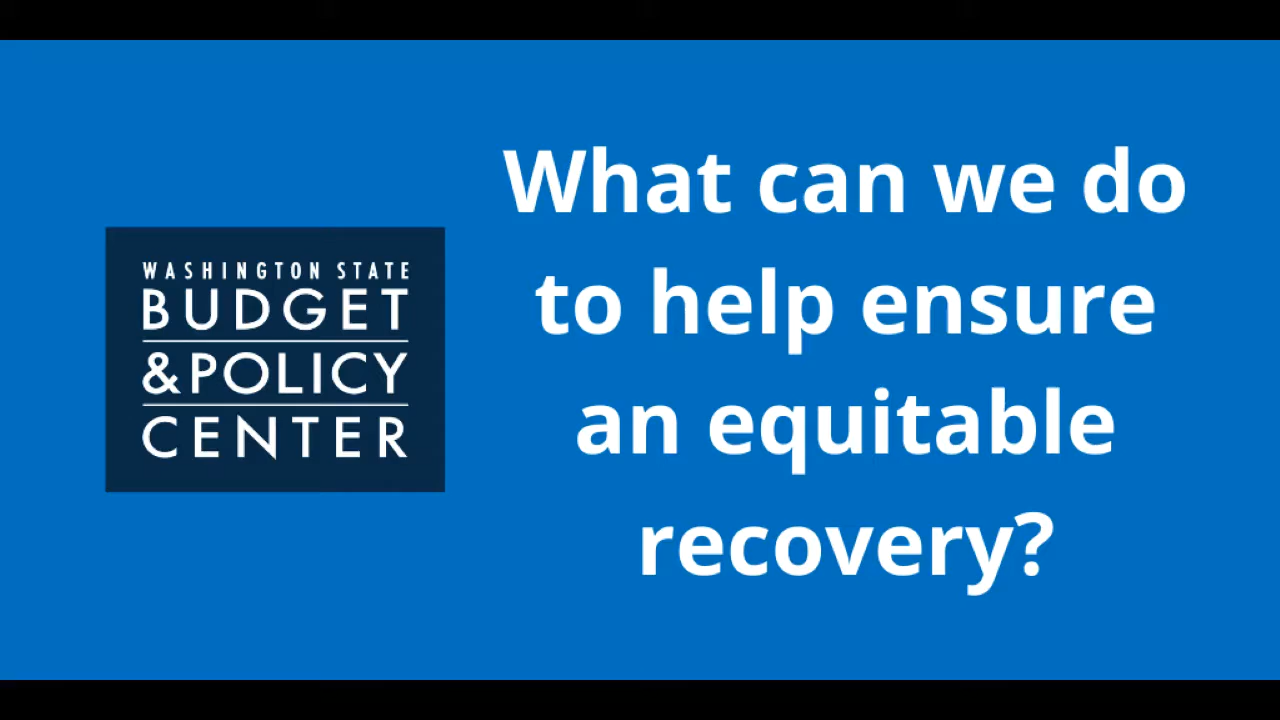 WASHINGTON STATE
BUDGET
& POLICY
CENTER
What can we do
to help ensure
an equitable
recovery?